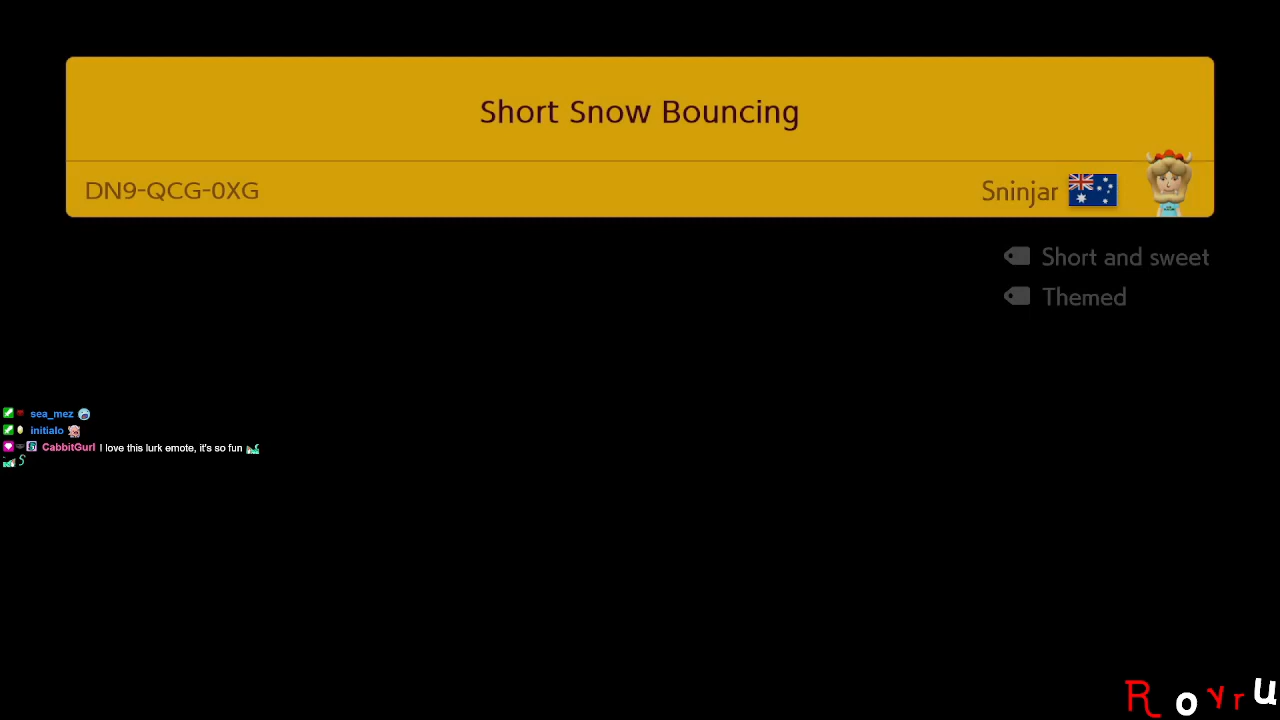 Short Snow Bouncing
DN9-QCG-0XG
Sninjar
Short and sweet
Themed
sea_mez
initialo
CabbitGurl I love this lurk emote, it's so fun
Royru